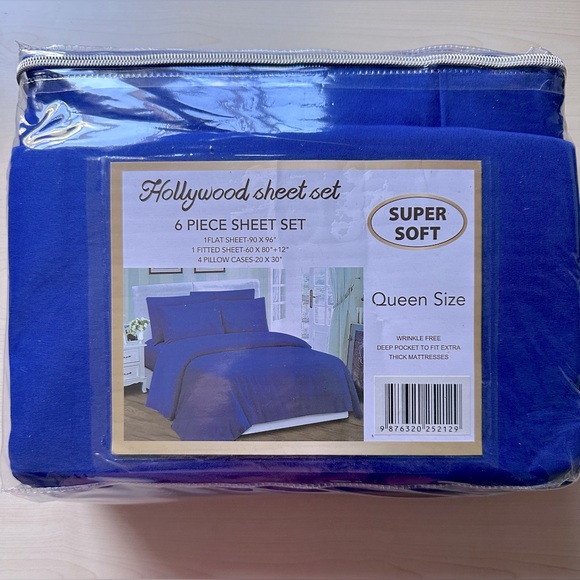 Hollywood sheet set
6 PIECE SHEET SET
1FLAT SHEET-90 X 96"
1 FITTED SHEET-60 X 80"+12"
4 PILLOW CASES-20 X 30"
SUPER
SOFT
Queen Size
WRINKLE FREE
DEEP POCKET TO FIT EXTRA
THICK MATTRESSES
9 876320 252129